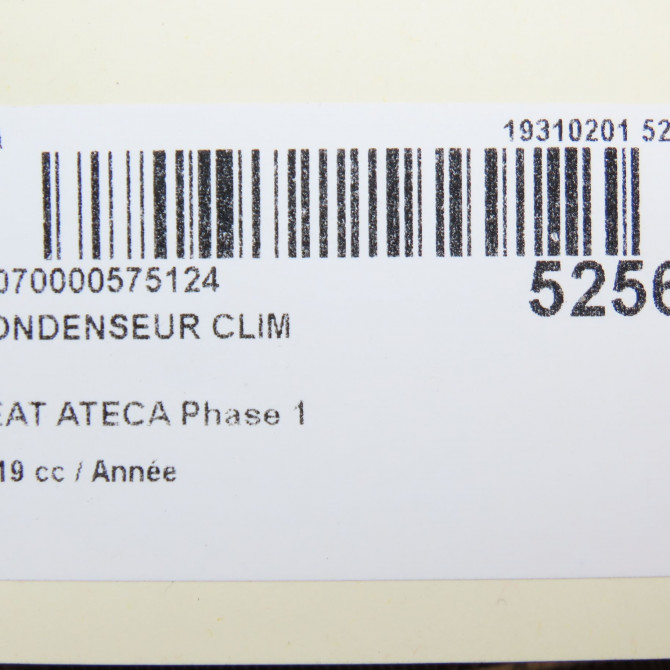 19310201 52
070000575124
5256
ONDENSEUR CLIM
EAT ATECA Phase 1
19 cc / Année